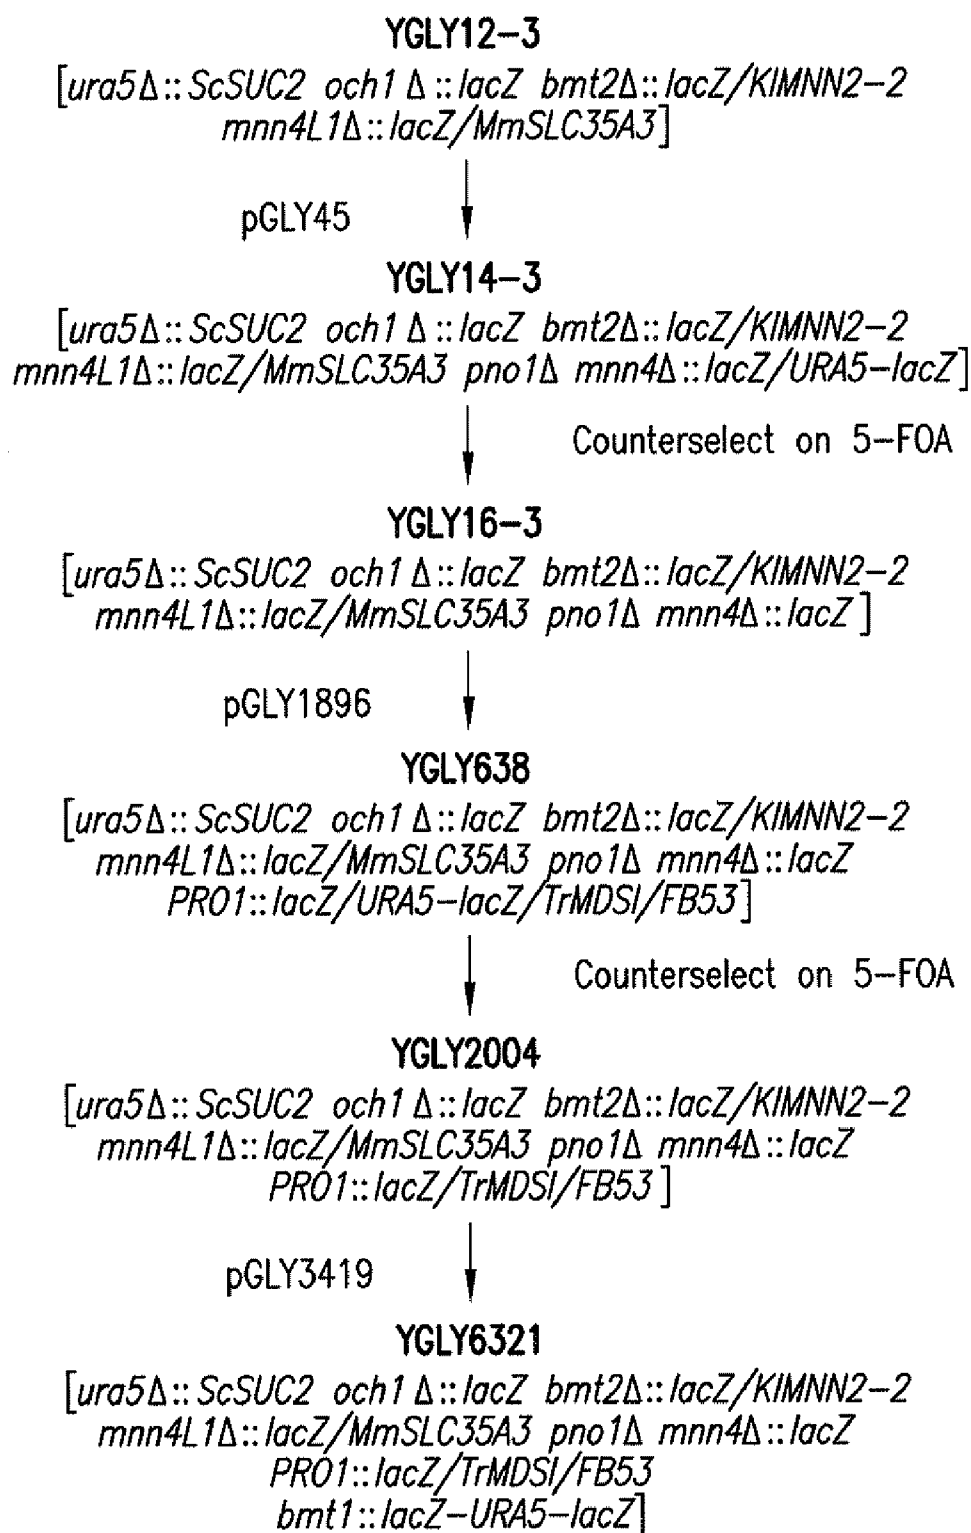 YGLY12-3
[ura5Δ::ScSUC2 och1Δ::lacZ bmt2Δ::lacZ/KlMNN2-2
mnn4L1Δ::lacZ/MmSLC35A3]
pGLY45
YGLY14-3
[ura5Δ::ScSUC2 och1Δ::lacZ bmt2Δ::lacZ/KlMNN2-2
mnn4L1Δ::lacZ/MmSLC35A3 pno1Δ mnn4Δ::lacZ/URA5-lacZ]
Counterselect on 5-FOA
YGLY16-3
[ura5Δ::ScSUC2 och1Δ::lacZ bmt2Δ::lacZ/KlMNN2-2
mnn4L1Δ::lacZ/MmSLC35A3 pno1Δ mnn4Δ::lacZ]
pGLY1896
YGLY638
[ura5Δ::ScSUC2 och1Δ::lacZ bmt2Δ::lacZ/KlMNN2-2
mnn4L1Δ::lacZ/MmSLC35A3 pno1Δ mnn4Δ::lacZ
PRO1::lacZ/URA5-lacZ/TrMDSI/FB53]
Counterselect on 5-FOA
YGLY2004
[ura5Δ::ScSUC2 och1Δ::lacZ bmt2Δ::lacZ/KlMNN2-2
mnn4L1Δ::lacZ/MmSLC35A3 pno1Δ mnn4Δ::lacZ
PRO1::lacZ/TrMDSI/FB53]
pGLY3419
YGLY6321
[ura5Δ::ScSUC2 och1Δ::lacZ bmt2Δ::lacZ/KlMNN2-2
mnn4L1Δ::lacZ/MmSLC35A3 pno1Δ mnn4Δ::lacZ
PRO1::lacZ/TrMDSI/FB53
bmt1::lacZ-URA5-lacZ]